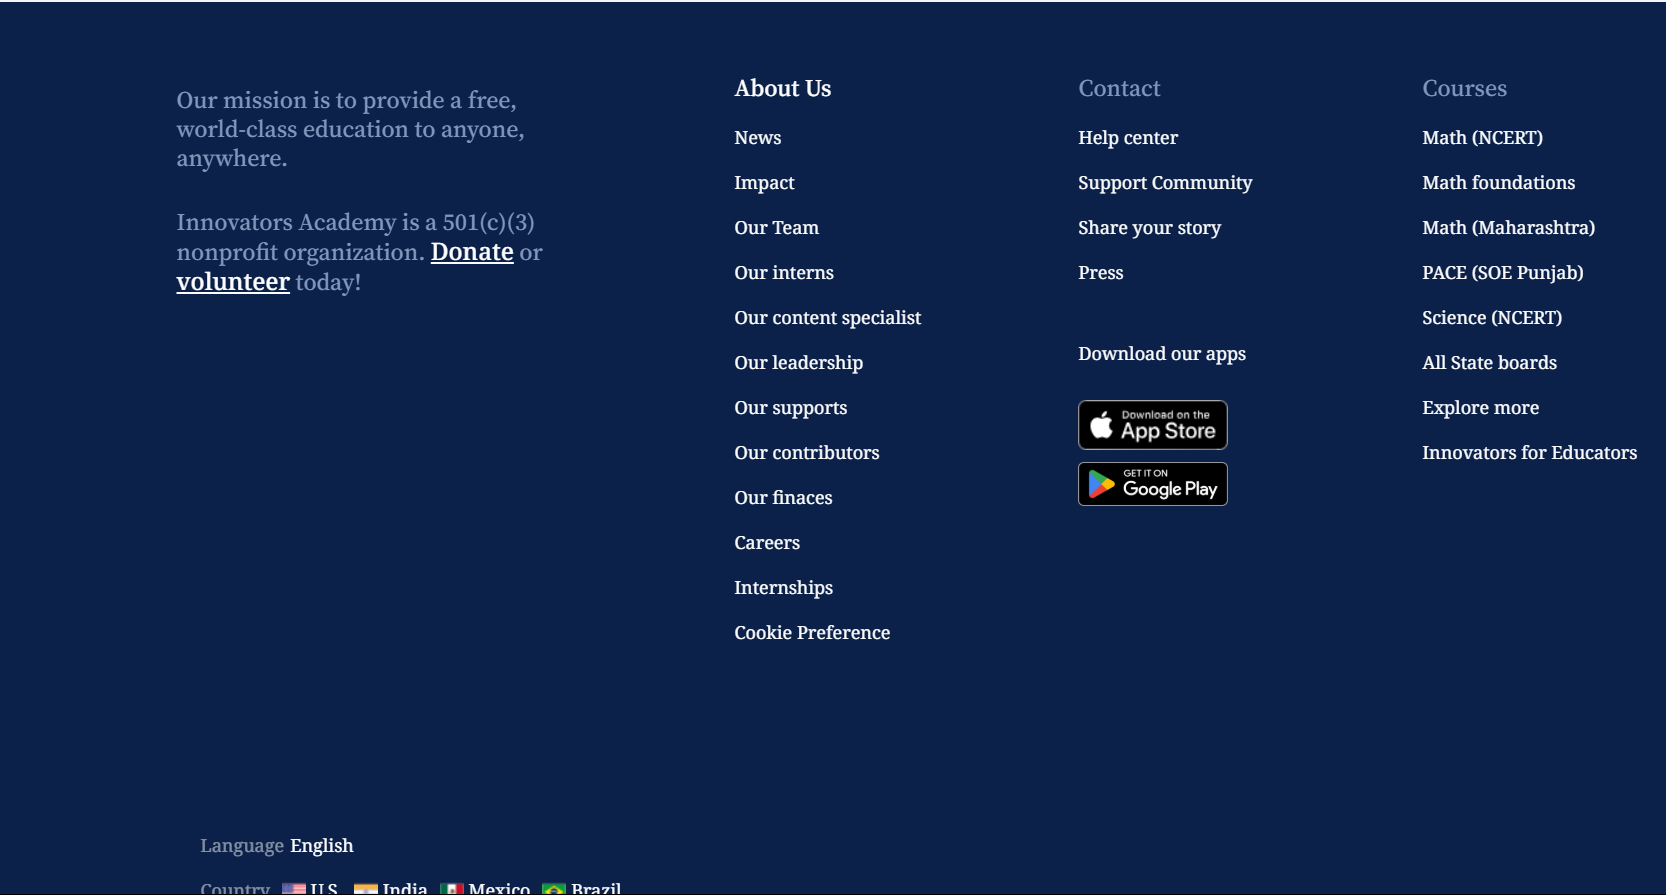 Our mission is to provide a free,
world-class education to anyone,
anywhere.
Innovators Academy is a 501(c)(3)
nonprofit organization. Donate or
volunteer today!
About Us
News
Impact
Our Team
Our interns
Our content specialist
Our leadership
Our supports
Our contributors
Our finaces
Careers
Internships
Cookie Preference
Contact
Help center
Support Community
Share your story
Press
Download our apps
Download on the
App Store
GET IT ON
Google Play
Courses
Math (NCERT)
Math foundations
Math (Maharashtra)
PACE (SOE Punjab)
Science (NCERT)
All State boards
Explore more
Innovators for Educators
Language English
Country U.S. India Mexico Brazil